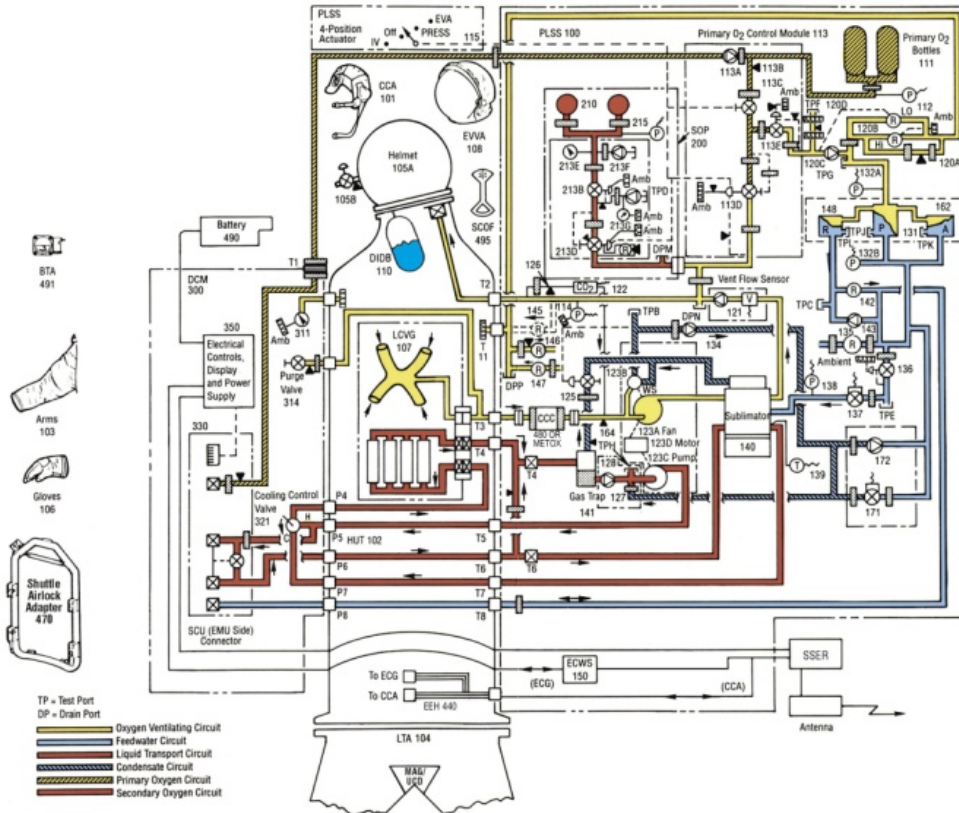 PLSS
4-Position
Actuator
EVA
PRESS
Off
IV
115
PLSS 100
Primary O2 Control Module 113
Primary O2
Bottles
111
113A
113B
113C
P
112
CCA
101
EVVA
108
Helmet
105A
105B
SCOF
495
DIDB
110
210
215
P
SOP
200
213E
213F
213B
Amb
TPD
213G
213D
R
DPM
Amb
113D
Amb
113E
TPF
120D
LO
R
Amb
120B
HI
R
120C
TPG
120A
132A
P
148
162
R
TPJ
P
131
A
TPI
TPK
132B
P
R
142
TPC
143
135
R
Ambient
136
TPE
137
138
P
Battery
490
BTA
491
DCM
300
T1
350
Electrical
Controls,
Display
and Power
Supply
311
Amb
Purge
Valve
314
330
LCVG
107
T2
126
CO2
122
Vent Flow Sensor
121
V
114
P
145
R
Amb
TPB
DPN
134
11
146
R
147
R
DPP
125
123B
WS
CCC
480 OR
METOX
164
123A Fan
123D Motor
123C Pump
TPH
128
127
Gas Trap
141
Sublimator
140
T
139
172
171
T3
T4
T4
Arms
103
Gloves
106
Cooling Control
Valve
321
H
C
P4
P5
HUT 102
T5
P6
T6
T6
P7
T7
P8
T8
Shuttle
Airlock
Adapter
470
SCU (EMU Side)
Connector
To ECG
To CCA
EEH 440
ECWS
150
(ECG)
(CCA)
SSER
Antenna
LTA 104
MAG/
UCD
TP = Test Port
DP = Drain Port
Oxygen Ventilating Circuit
Feedwater Circuit
Liquid Transport Circuit
Condensate Circuit
Primary Oxygen Circuit
Secondary Oxygen Circuit